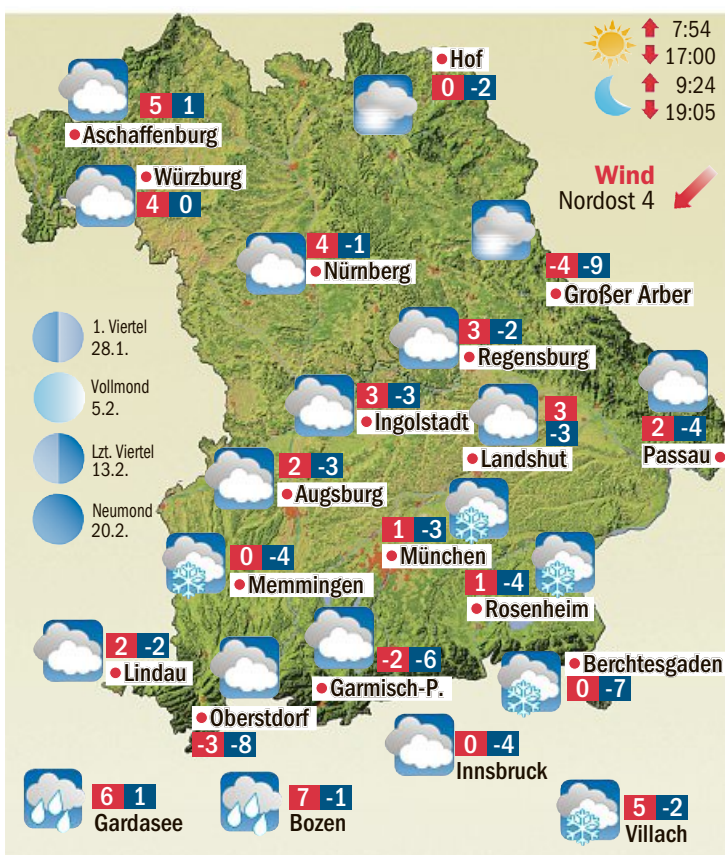 7:54
17:00
9:24
19:05
Hof
0 -2
5 1
Aschaffenburg
Würzburg
4 0
Wind
Nordost 4
4 -1
Nürnberg
-4 -9
Großer Arber
1. Viertel
28.1.
Vollmond
5.2.
Lzt. Viertel
13.2.
Neumond
20.2.
3 -2
Regensburg
3 -3
Ingolstadt
3
-3
Landshut
2 -4
Passau
2 -3
Augsburg
1 -3
München
0 -4
Memmingen
1 -4
Rosenheim
2 -2
Lindau
-2 -6
Garmisch-P.
Berchtesgaden
0 -7
Oberstdorf
-3 -8
0 -4
Innsbruck
6 1
Gardasee
7 -1
Bozen
5 -2
Villach